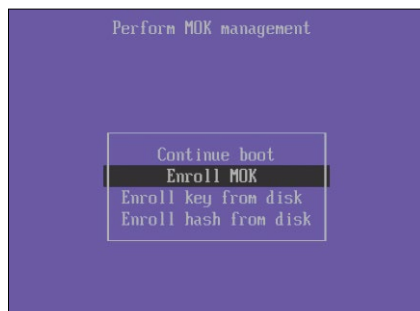 Perform MOK management
Continue boot
Enroll MOK
Enroll key from disk
Enroll hash from disk